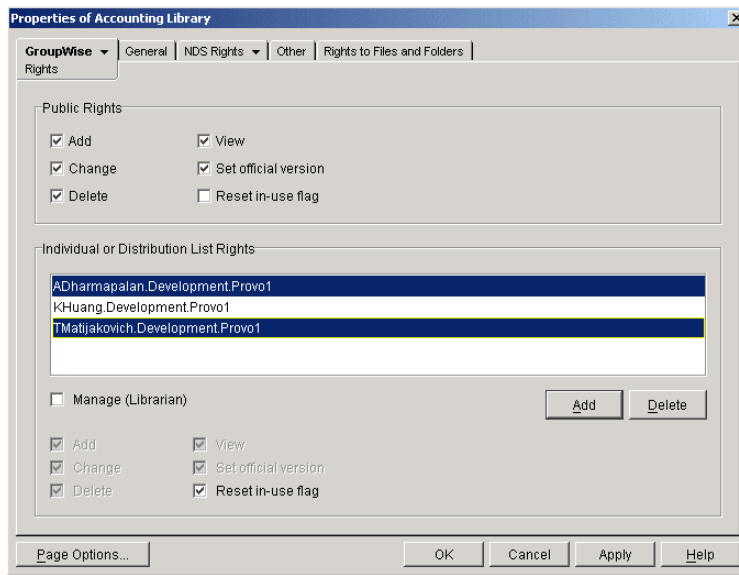 Properties of Accounting Library
GroupWise General NDS Rights Other Rights to Files and Folders
Rights
Public Rights
Add View
Change Set official version
Delete Reset in-use flag
Individual or Distribution List Rights
ADharmapalan.Development.Provo1
KHuang.Development.Provo1
TMatijakovich.Development.Provo1
Manage (Librarian) Add Delete
Add View
Change Set official version
Delete Reset in-use flag
Page Options... OK Cancel Apply Help